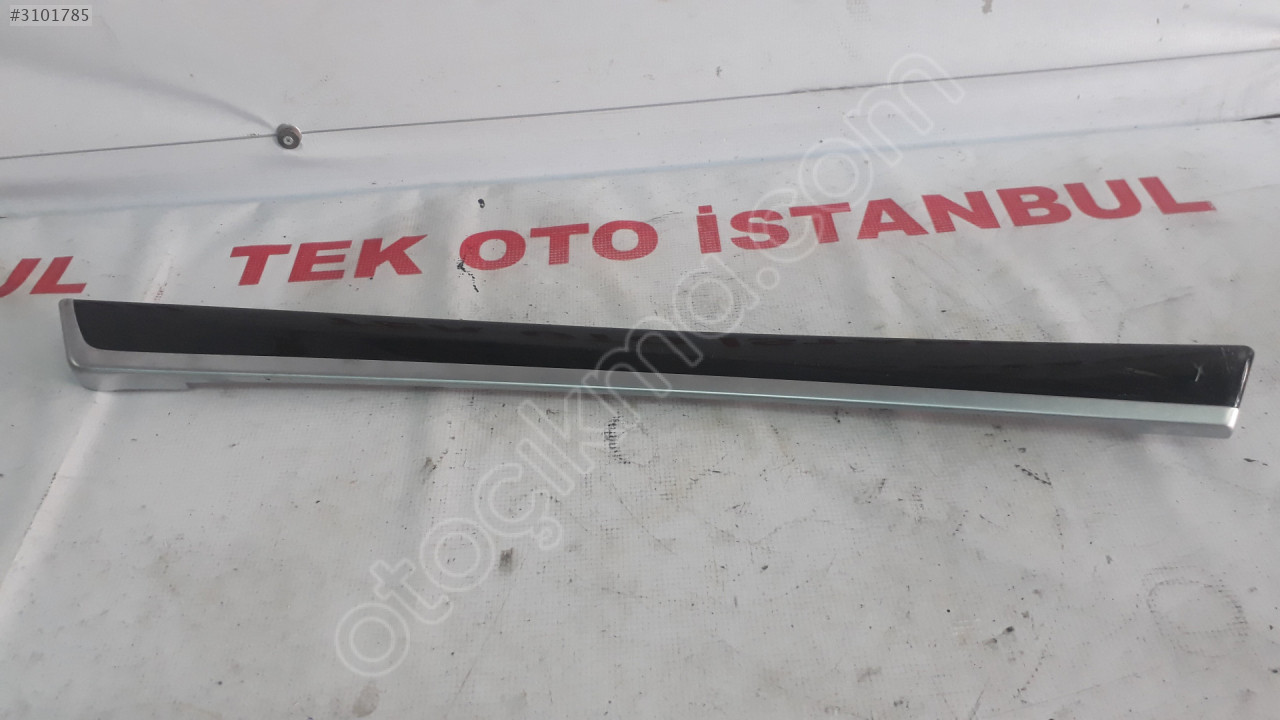 #3101785
UL TEK OTO İSTANBUL
otoçıkma.com